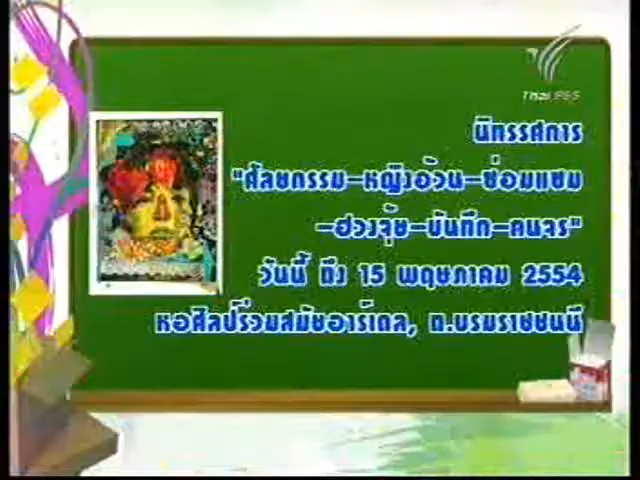 Thai PBS
นิทรรศการ
"ศัลยกรรม-หญิงอ้วน-ซ่อมแซม
-ฮวงจุ้ย-บันทึก-คนจร"
วันนี้ ถึง 15 พฤษภาคม 2554
หอศิลป์ร่วมสมัยอาร์เดล, ถ.บรมราชชนนี